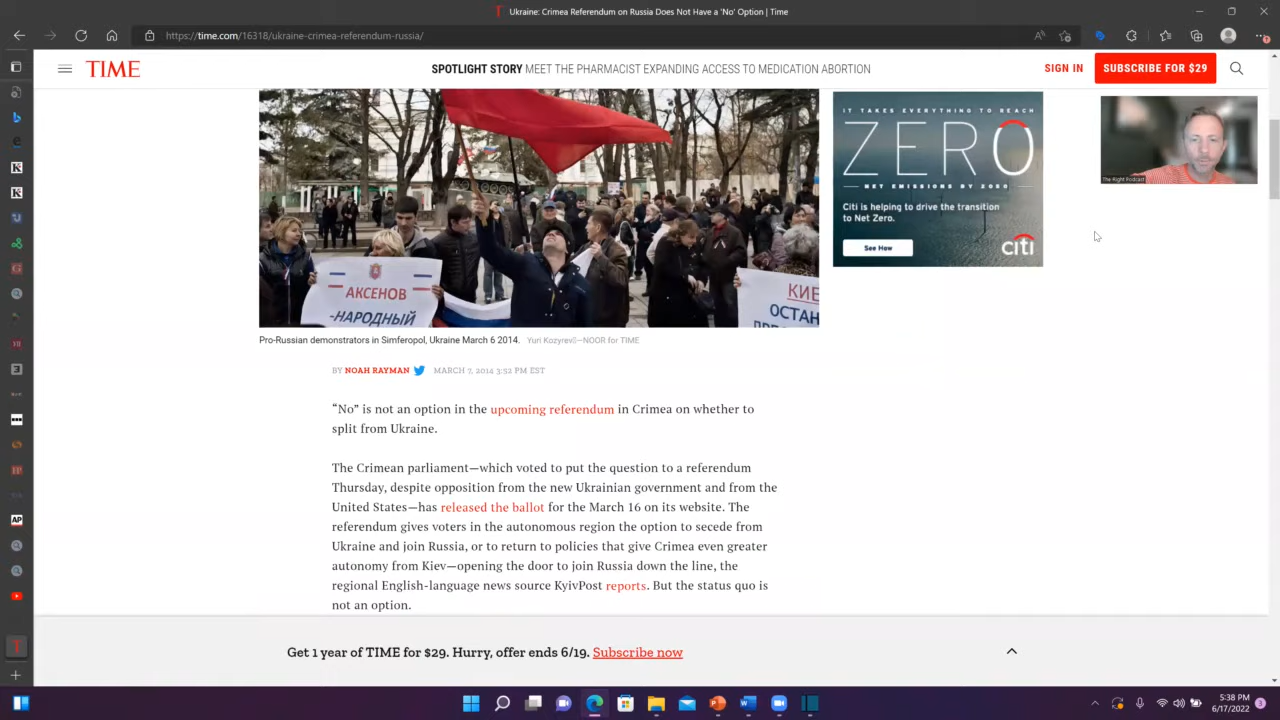 Ukraine: Crimea Referendum on Russia Does Not Have a 'No' Option | Time
https://time.com/16318/ukraine-crimea-referendum-russia/
TIME
SPOTLIGHT STORY MEET THE PHARMACIST EXPANDING ACCESS TO MEDICATION ABORTION
SIGN IN
SUBSCRIBE FOR $29
АКСЕНОВ
-НАРОДНЫЙ
КИЕ
ОСТАН
IT TAKES EVERYTHING TO REACH
ZERO
NET EMISSIONS BY 2050
Citi is helping to drive the transition
to Net Zero.
See How
citi
The Right Podcast
Pro-Russian demonstrators in Simferopol, Ukraine March 6 2014. Yuri Kozyrev—NOOR for TIME
BY NOAH RAYMAN MARCH 7, 2014 3:52 PM EST
“No” is not an option in the upcoming referendum in Crimea on whether to
split from Ukraine.
The Crimean parliament—which voted to put the question to a referendum
Thursday, despite opposition from the new Ukrainian government and from the
United States—has released the ballot for the March 16 on its website. The
referendum gives voters in the autonomous region the option to secede from
Ukraine and join Russia, or to return to policies that give Crimea even greater
autonomy from Kiev—opening the door to join Russia down the line, the
regional English-language news source KyivPost reports. But the status quo is
not an option.
Get 1 year of TIME for $29. Hurry, offer ends 6/19. Subscribe now
5:38 PM
6/17/2022